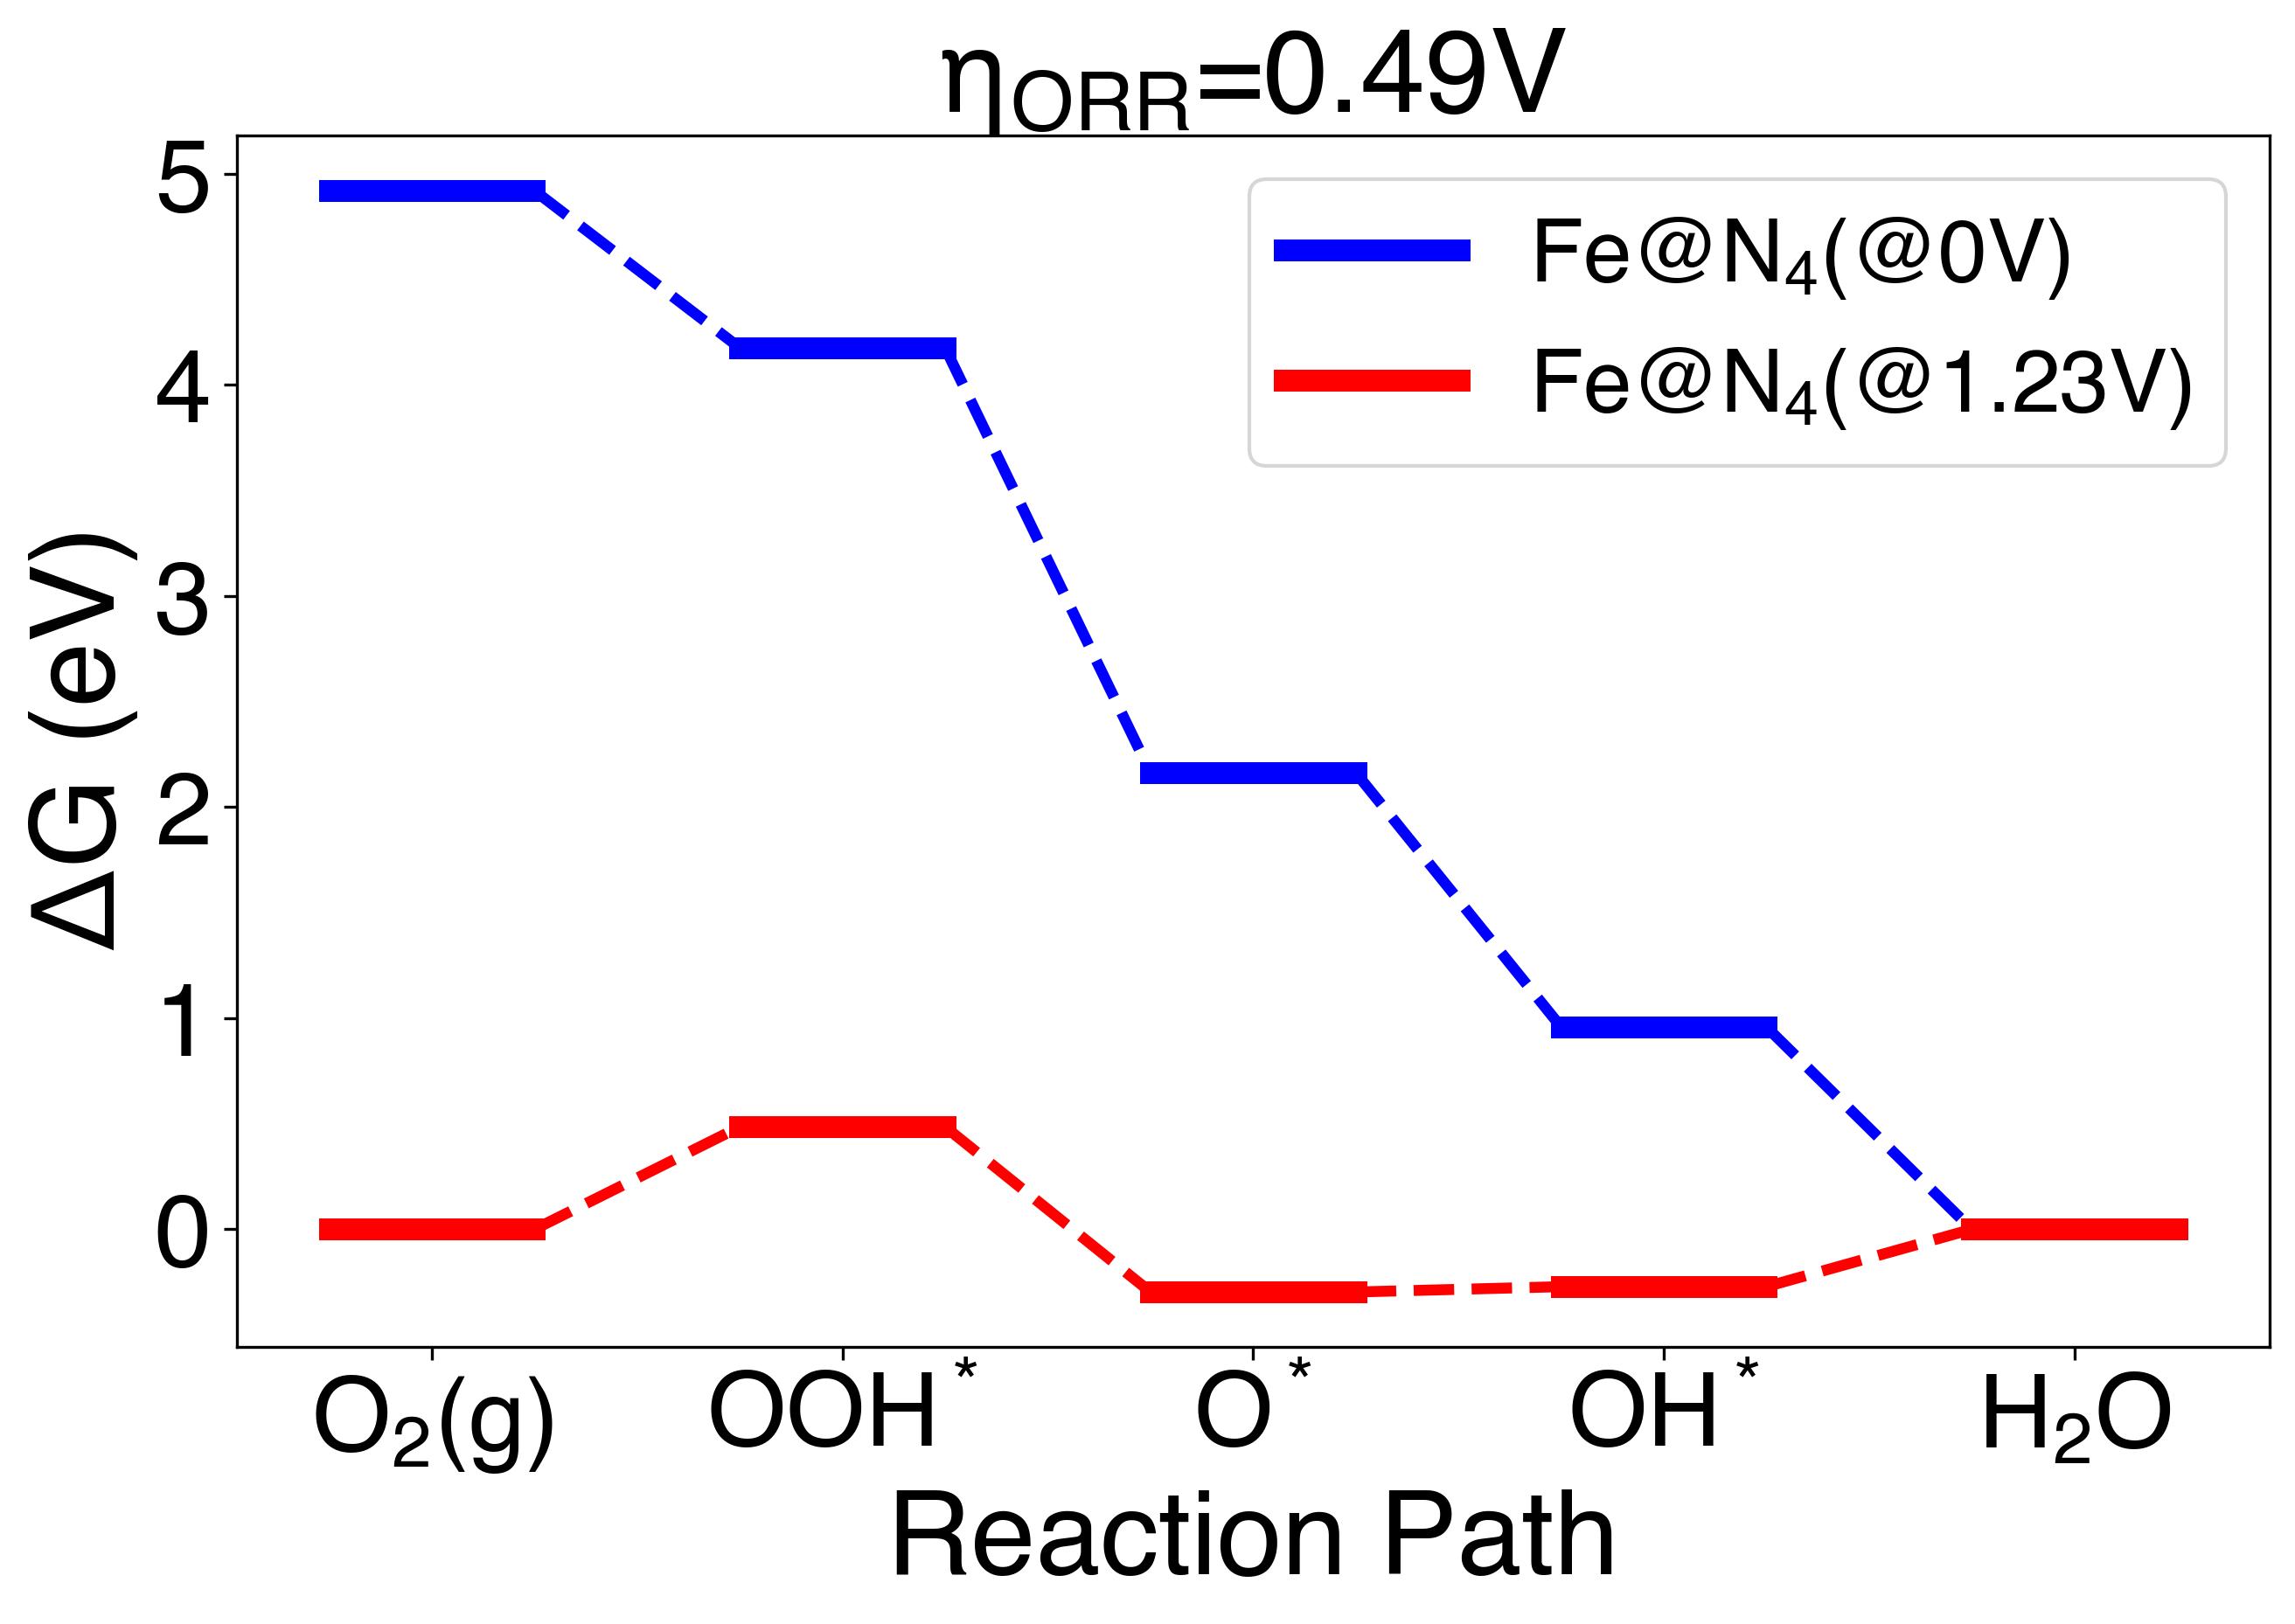 η_ORR=0.49V
Fe@N₄(@0V)
Fe@N₄(@1.23V)
ΔG (eV)
5
4
3
2
1
0
O₂(g) OOH* O* OH* H₂O
Reaction Path